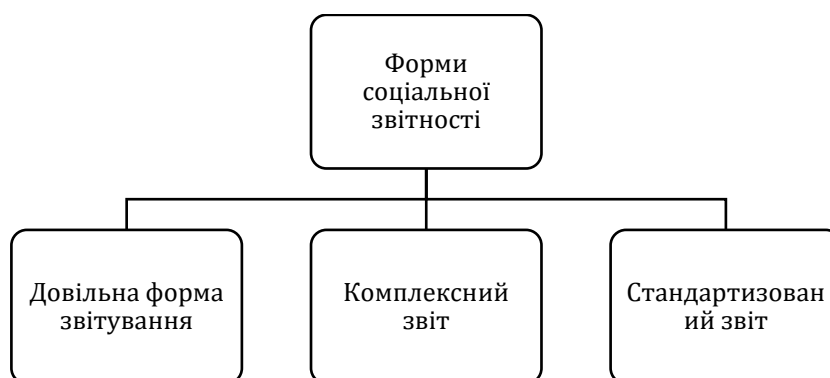 Форми
соціальної
звітності
Довільна форма
звітування
Комплексний
звіт
Стандартизован
ий звіт